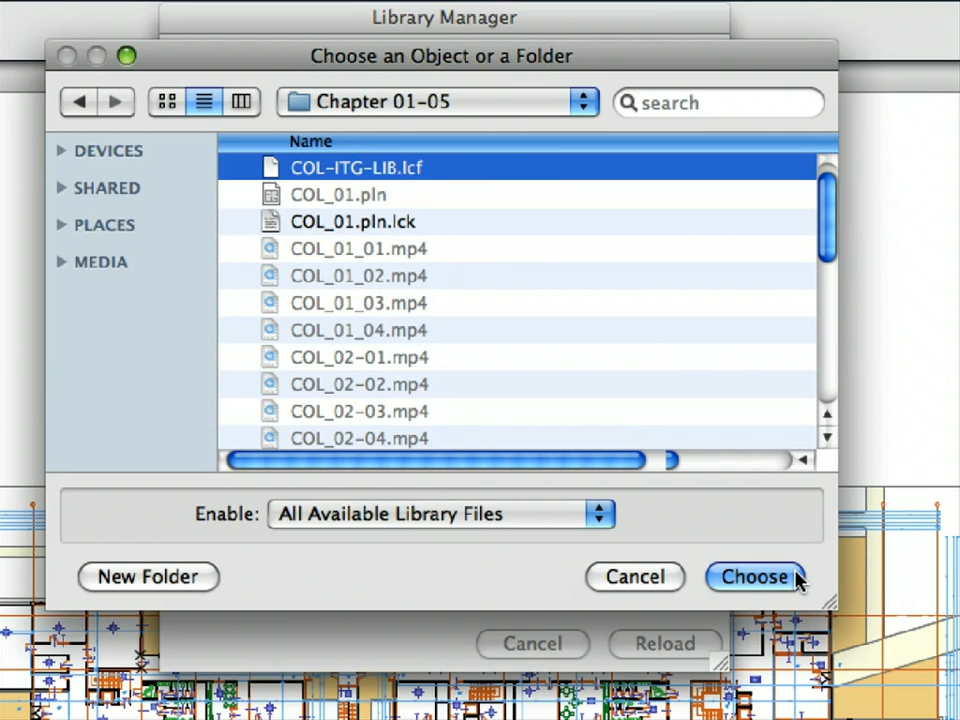 Library Manager
Choose an Object or a Folder
Chapter 01-05
search
Name
DEVICES
SHARED
PLACES
MEDIA
COL-ITG-LIB.lcf
COL_01.pln
COL_01.pln.lck
COL_01_01.mp4
COL_01_02.mp4
COL_01_03.mp4
COL_01_04.mp4
COL_02-01.mp4
COL_02-02.mp4
COL_02-03.mp4
COL_02-04.mp4
Enable: All Available Library Files
New Folder Cancel Choose
Cancel Reload